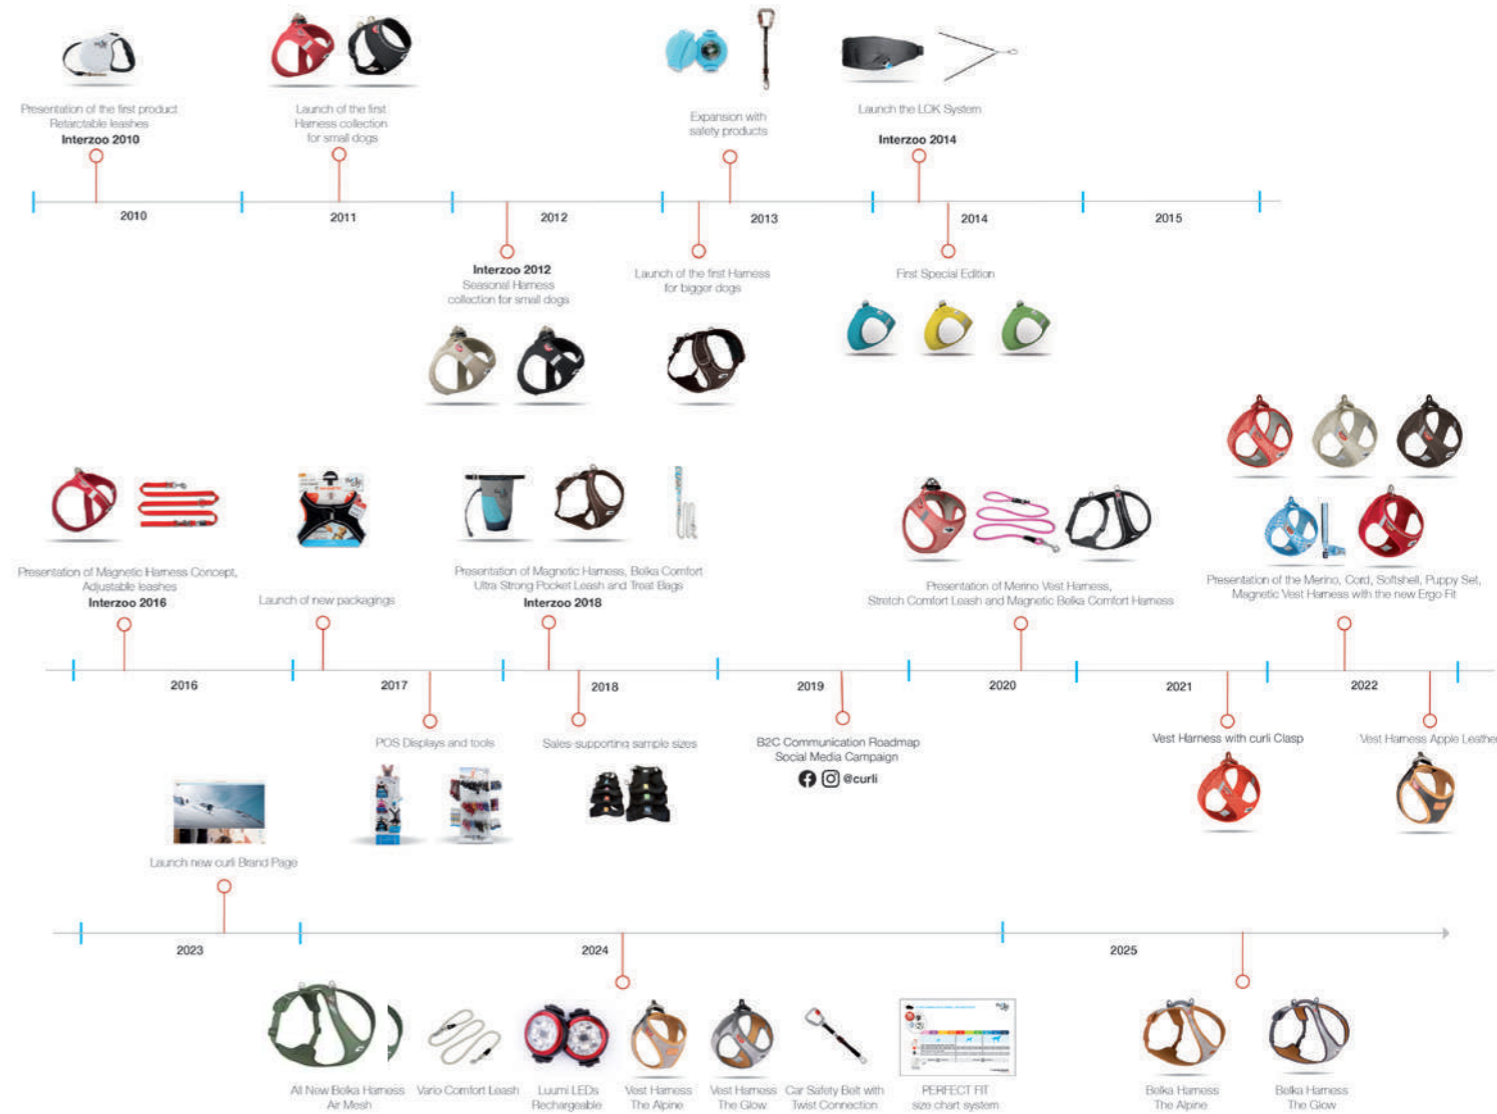 Presentation of the first product
Retarctable leashes
Interzoo 2010
Launch of the first
Harness collection
for small dogs
Expansion with
safety products
Launch the LOK System
Interzoo 2014
2010
2011
2012
2013
2014
2015
Interzoo 2012
Seasonal Harness
collection for small dogs
Launch of the first Harness
for bigger dogs
First Special Edition
Presentation of Magnetic Harness Concept,
Adjustable leashes
Interzoo 2016
Launch of new packagings
Presentation of Magnetic Harness, Belka Comfort
Ultra Strong Pocket Leash and Treat Bags
Interzoo 2018
Presentation of Merino Vest Harness,
Stretch Comfort Leash and Magnetic Belka Comfort Harness
Presentation of the Merino, Cord, Softshell, Puppy Set,
Magnetic Vest Harness with the new Ergo Fit
2016
2017
2018
2019
2020
2021
2022
POS Displays and tools
Sales-supporting sample sizes
B2C Communication Roadmap
Social Media Campaign
@curli
Vest Harness with curli Clasp
Vest Harness Apple Leather
Launch new curli Brand Page
2023
2024
2025
All New Belka Harness
Air Mesh
Vario Comfort Leash
Luumi LEDs
Rechargeable
Vest Harness
The Alpine
Vest Harness
The Glow
Car Safety Belt with
Twist Connection
PERFECT FIT
size chart system
Belka Harness
The Alpine
Belka Harness
The Glow